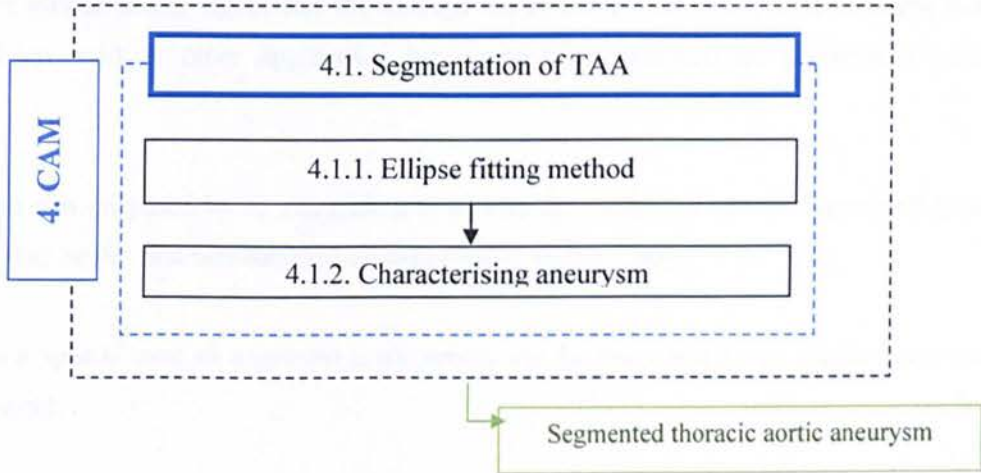 4. CAM
4.1. Segmentation of TAA
4.1.1. Ellipse fitting method
4.1.2. Characterising aneurysm
Segmented thoracic aortic aneurysm